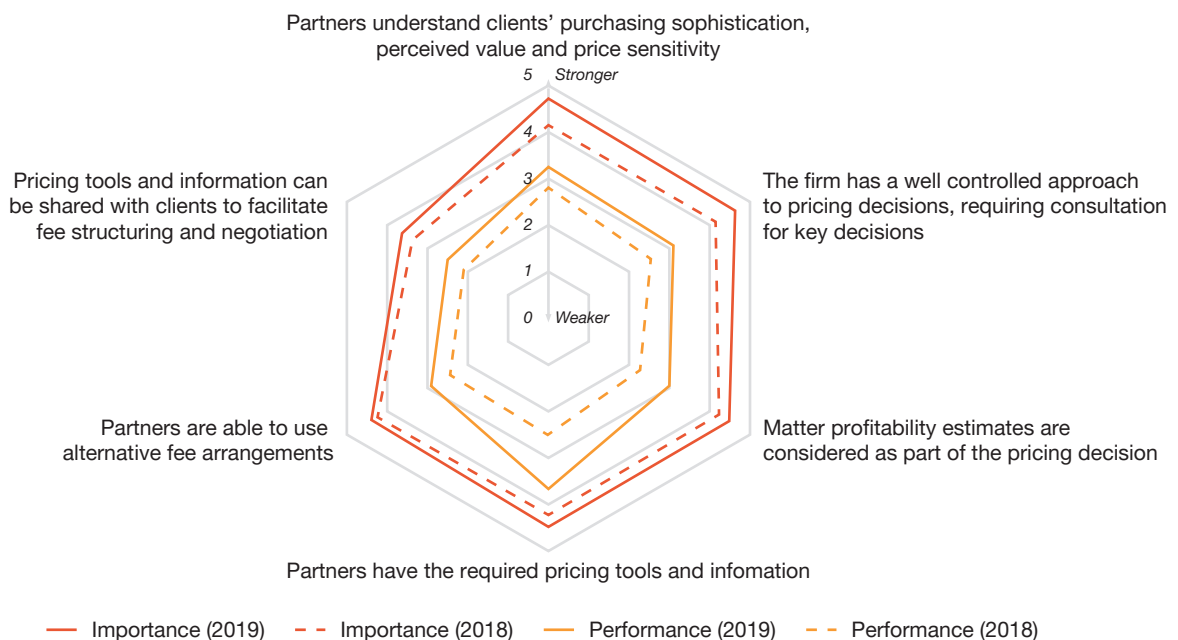 Partners understand clients’ purchasing sophistication,
perceived value and price sensitivity
5 Stronger
4
3
2
1
0 Weaker
Pricing tools and information can
be shared with clients to facilitate
fee structuring and negotiation
The firm has a well controlled approach
to pricing decisions, requiring consultation
for key decisions
Partners are able to use
alternative fee arrangements
Matter profitability estimates are
considered as part of the pricing decision
Partners have the required pricing tools and infomation
Importance (2019) Importance (2018) Performance (2019) Performance (2018)